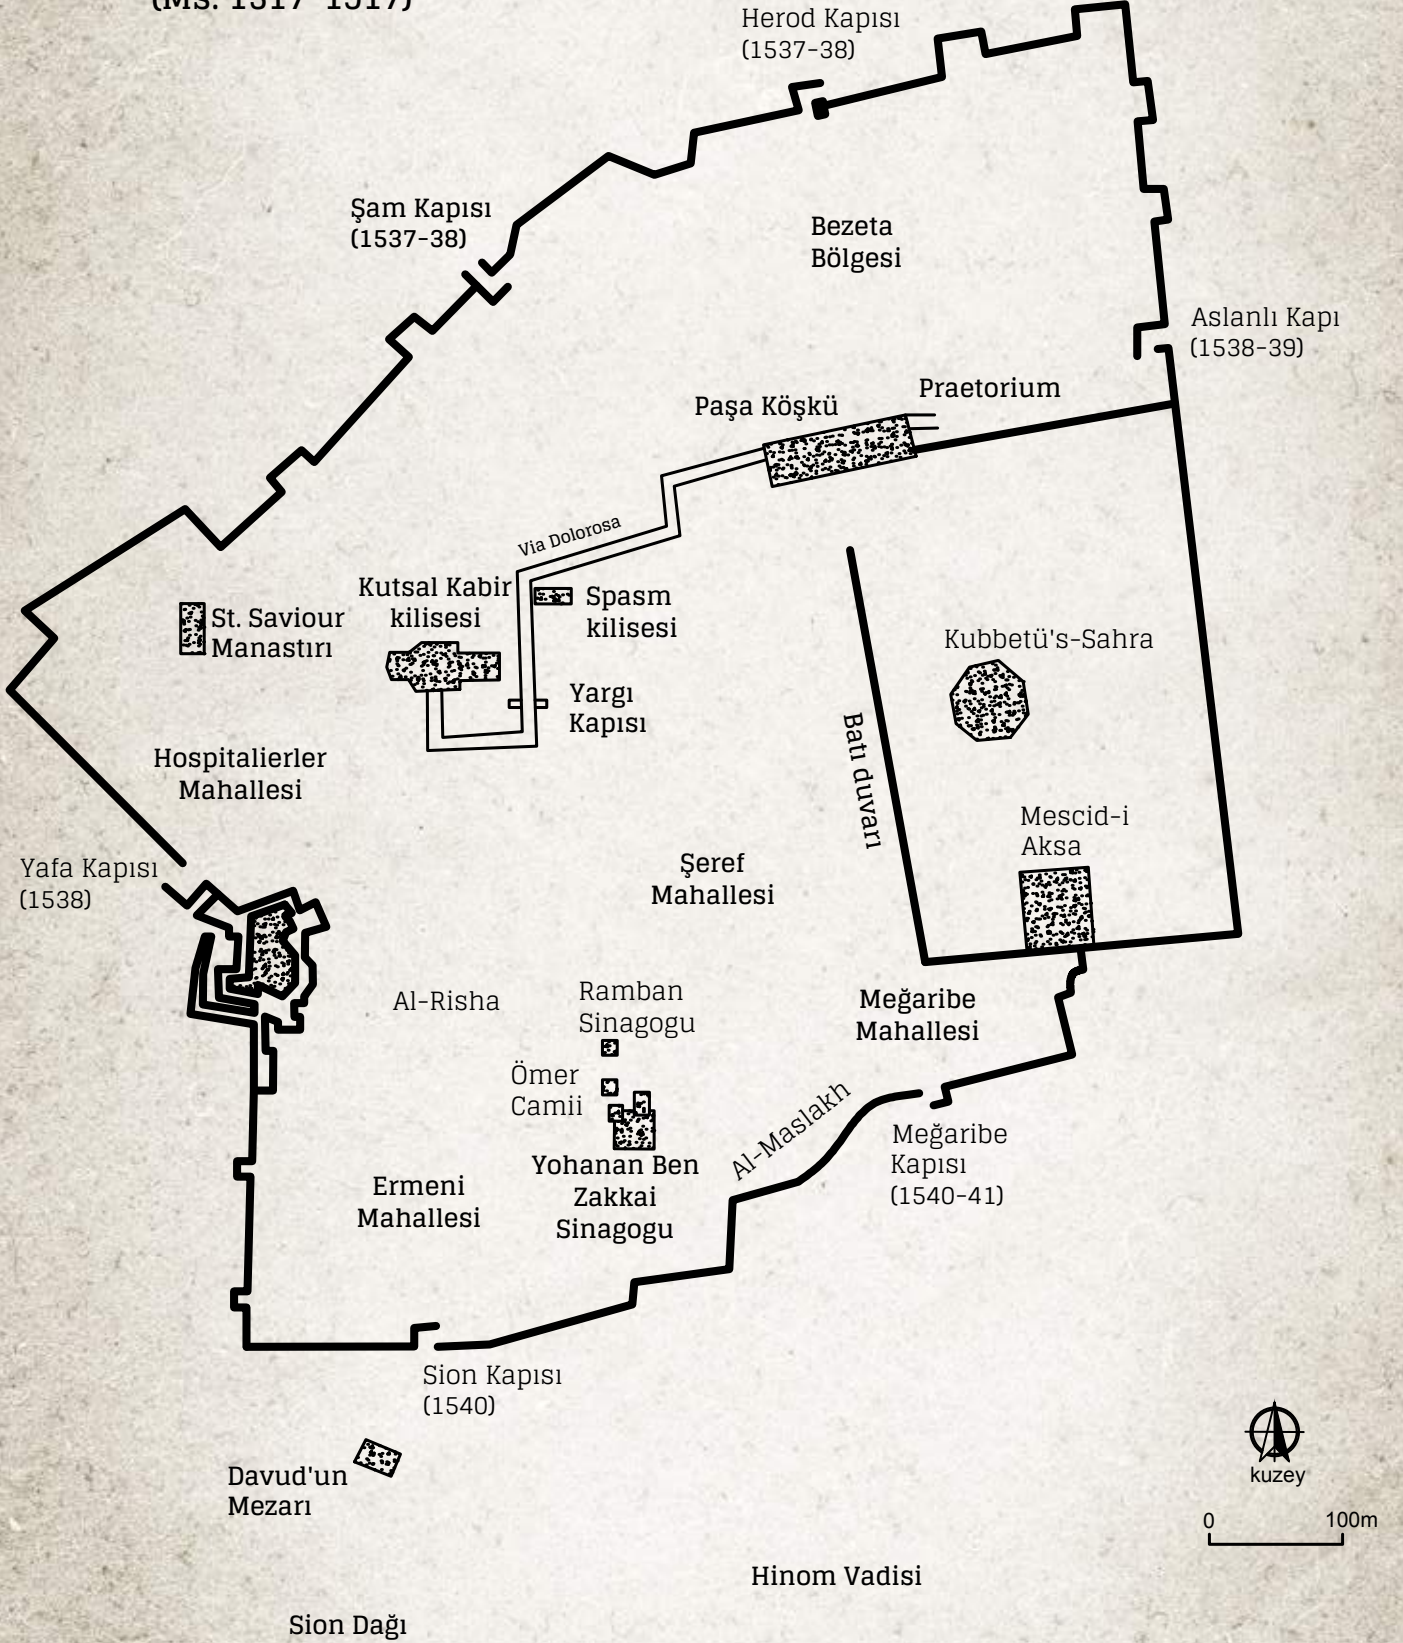 (Ms. 1517-1917)
Herod Kapısı
(1537-38)
Şam Kapısı
(1537-38)
Bezeta
Bölgesi
Aslanlı Kapı
(1538-39)
Praetorium
Paşa Köşkü
Via Dolorosa
Kutsal Kabir
kilisesi
Spasm
kilisesi
St. Saviour
Manastırı
Kubbetü's-Sahra
Yargı
Kapısı
Batı duvarı
Hospitalierler
Mahallesi
Mescid-i
Aksa
Yafa Kapısı
(1538)
Şeref
Mahallesi
Al-Risha
Ramban
Sinagogu
Meğaribe
Mahallesi
Ömer
Camii
Al-Maslakh
Meğaribe
Kapısı
(1540-41)
Yohanan Ben
Zakkai
Sinagogu
Ermeni
Mahallesi
Sion Kapısı
(1540)
Davud'un
Mezarı
kuzey
0 100m
Hinom Vadisi
Sion Dağı